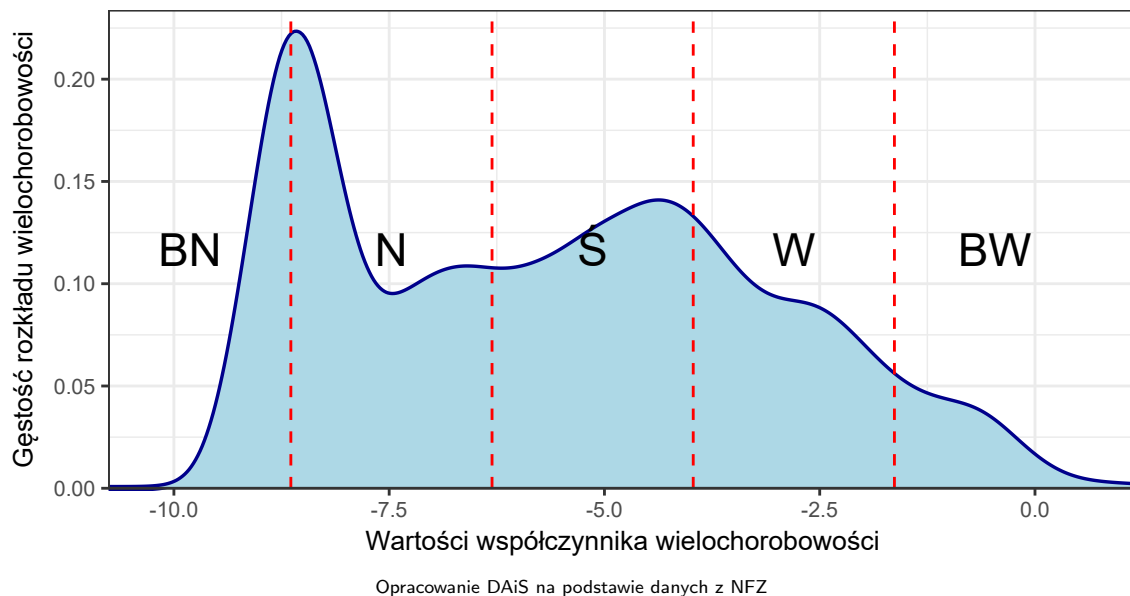 Gęstość rozkładu wielochorobowości
0.20
0.15
0.10
0.05
0.00
BN N Ś W BW
-10.0 -7.5 -5.0 -2.5 0.0
Wartości współczynnika wielochorobowości
Opracowanie DAiS na podstawie danych z NFZ